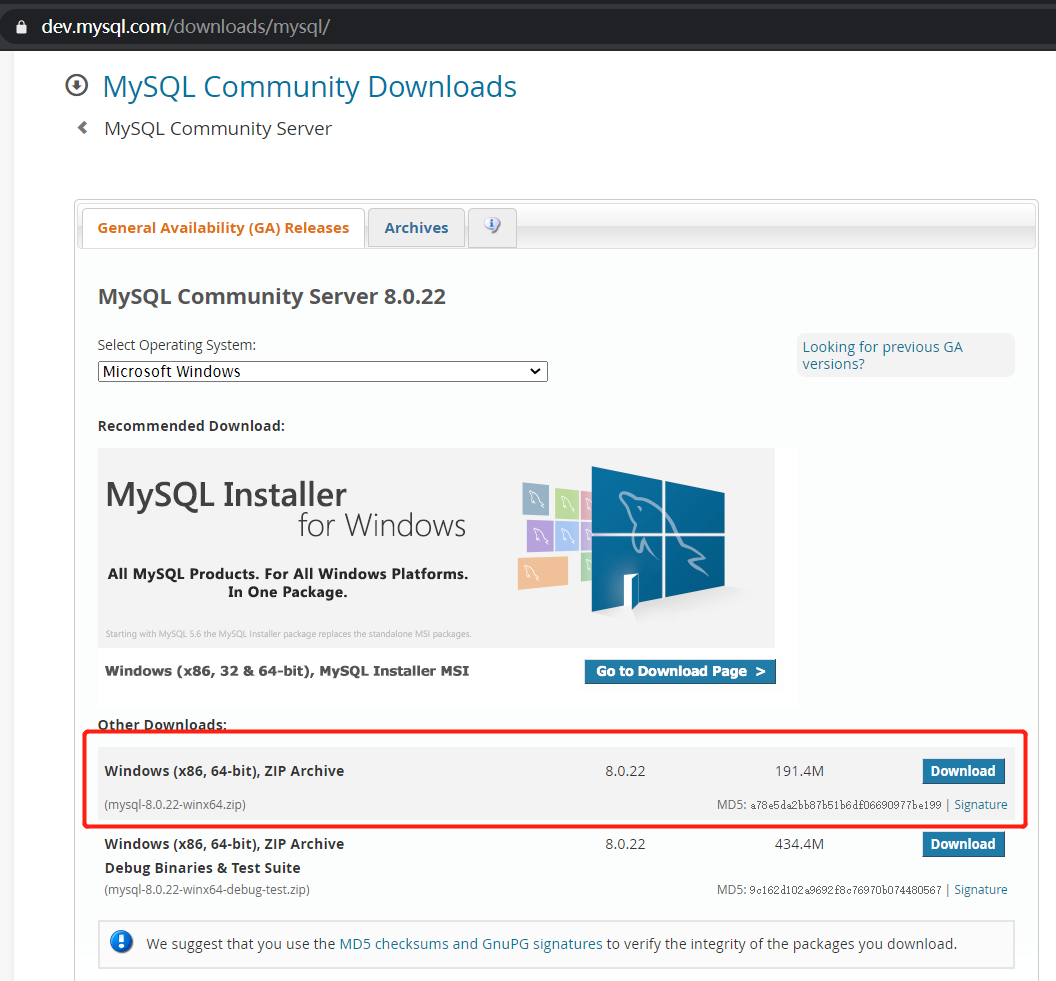 dev.mysql.com/downloads/mysql/
MySQL Community Downloads
MySQL Community Server
General Availability (GA) Releases
Archives
MySQL Community Server 8.0.22
Select Operating System:
Looking for previous GA
versions?
Microsoft Windows
Recommended Download:
MySQL Installer
for Windows
All MySQL Products. For All Windows Platforms.
In One Package.
Starting with MySQL 5.6 the MySQL Installer package replaces the standalone MSI packages.
Windows (x86, 32 & 64-bit), MySQL Installer MSI
Go to Download Page >
Other Downloads:
Windows (x86, 64-bit), ZIP Archive 8.0.22 191.4M Download
(mysql-8.0.22-winx64.zip) MD5: a78e5da2bb87b51b6df06690977be199 | Signature
Windows (x86, 64-bit), ZIP Archive 8.0.22 434.4M Download
Debug Binaries & Test Suite
(mysql-8.0.22-winx64-debug-test.zip) MD5: 9c162d102a9692f8c76970b074480567 | Signature
We suggest that you use the MD5 checksums and GnuPG signatures to verify the integrity of the packages you download.